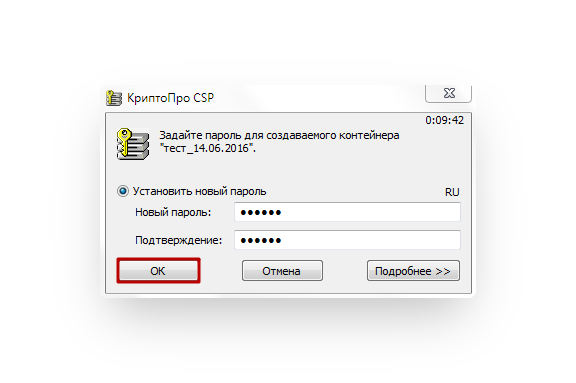 КриптоПро CSP
0:09:42
Задайте пароль для создаваемого контейнера
"тест_14.06.2016".
Установить новый пароль
RU
Новый пароль: ●●●●●●
Подтверждение: ●●●●●●
ОК Отмена Подробнее >>